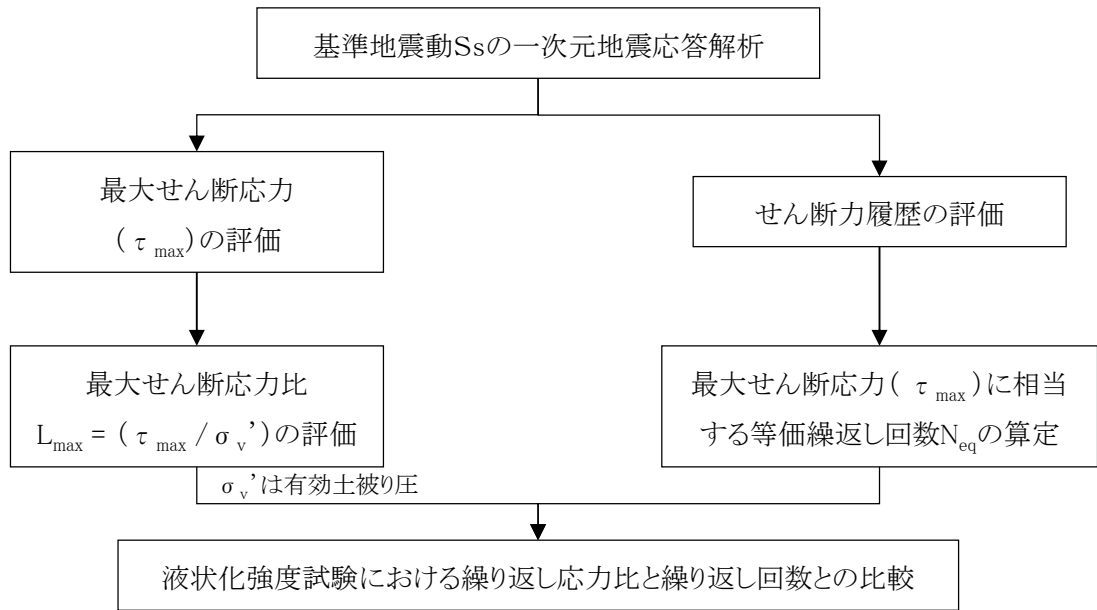 基準地震動Ssの一次元地震応答解析
最大せん断応力
(τmax)の評価
せん断力履歴の評価
最大せん断応力比
Lmax = (τmax / σv’)の評価
最大せん断応力(τmax)に相当
する等価繰返し回数Neqの算定
σv’は有効土被り圧
液状化強度試験における繰り返し応力比と繰り返し回数との比較